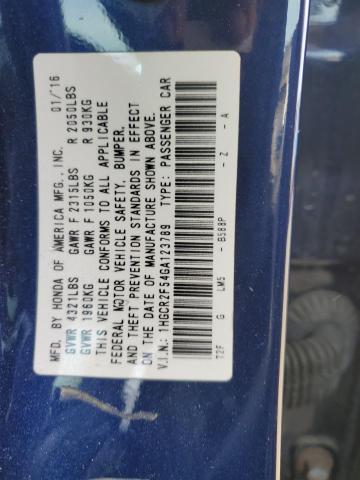 MFD. BY HONDA OF AMERICA MFG., INC. 01/16
GVWR 4321LBS GAWR F 2315LBS R 2050LBS
GVWR 1960KG GAWR F 1050KG R 930KG
THIS VEHICLE CONFORMS TO ALL APPLICABLE
FEDERAL MOTOR VEHICLE SAFETY, BUMPER,
AND THEFT PREVENTION STANDARDS IN EFFECT
ON THE DATE OF MANUFACTURE SHOWN ABOVE.
V.I.N.: 1HGCR2F54GA123789 TYPE: PASSENGER CAR
T2F G LM5 - B588P - Z - A